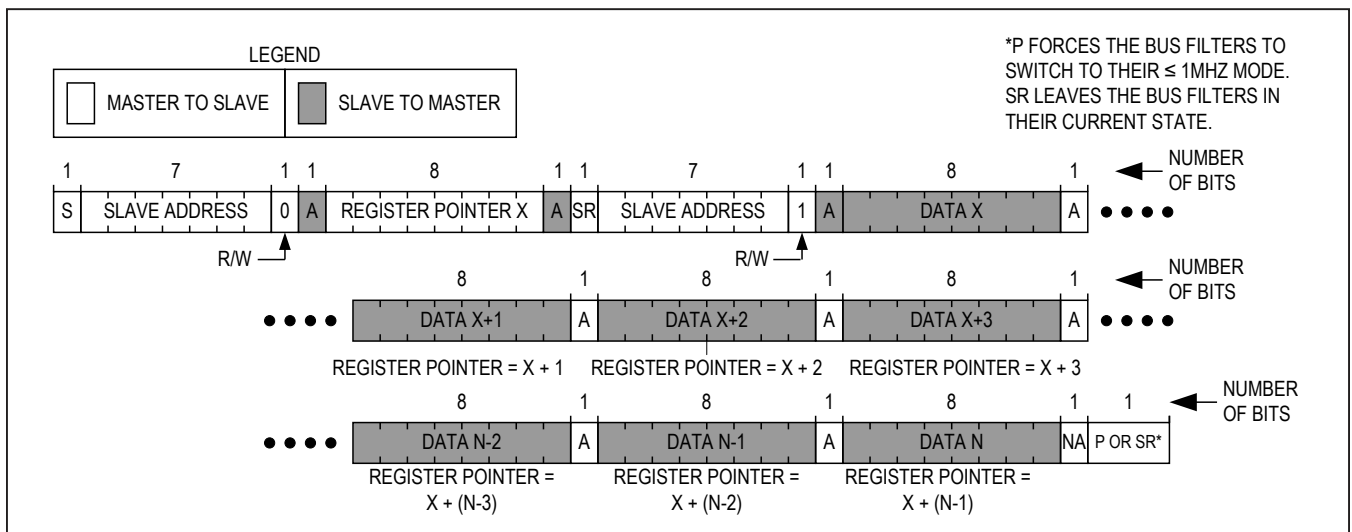 LEGEND
MASTER TO SLAVE SLAVE TO MASTER
*P FORCES THE BUS FILTERS TO
SWITCH TO THEIR ≤ 1MHZ MODE.
SR LEAVES THE BUS FILTERS IN
THEIR CURRENT STATE.
1 7 1 1 8 1 1 7 1 1 8 1 NUMBER
OF BITS
S SLAVE ADDRESS 0 A REGISTER POINTER X A SR SLAVE ADDRESS 1 A DATA X A
R/W R/W
8 1 8 1 8 1 NUMBER
OF BITS
DATA X+1 A DATA X+2 A DATA X+3 A
REGISTER POINTER = X + 1 REGISTER POINTER = X + 2 REGISTER POINTER = X + 3
8 1 8 1 8 1 1 NUMBER
OF BITS
DATA N-2 A DATA N-1 A DATA N NA P OR SR*
REGISTER POINTER = REGISTER POINTER = REGISTER POINTER =
X + (N-3) X + (N-2) X + (N-1)